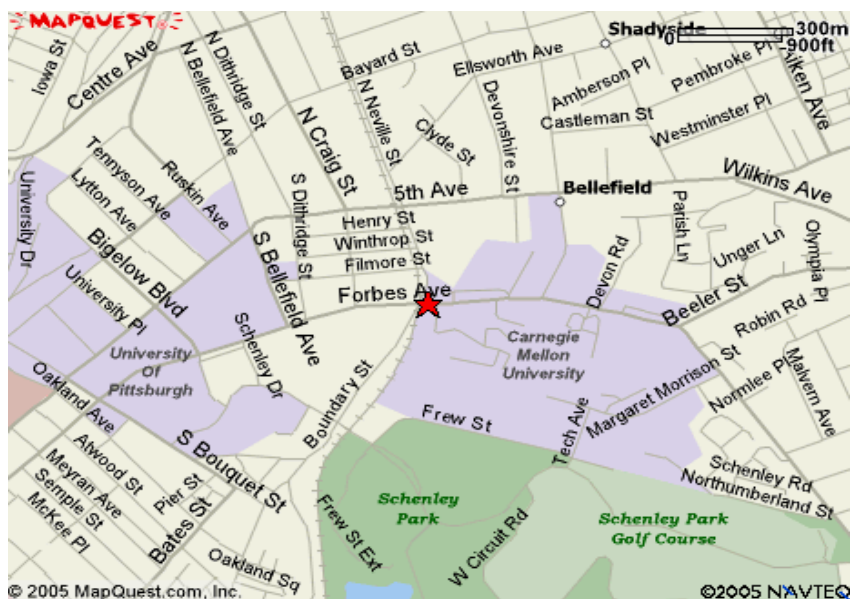 MAPQUEST
Iowa St
Centre Ave
N Bellefield Ave
N Dithridge St
Bayard St
N Neville St
N Craig St
Ellsworth Ave
Shadyside
0 300m
900ft
Aiken Ave
Pembroke Pl
Amberson Pl
Castleman St
Westminster Pl
Devonshire St
Clyde St
Tennyson Ave
Lytton Ave
Ruskin Ave
University Dr
Bigelow Blvd
University Pl
S Dithridge St
S Bellefield Ave
5th Ave
Henry St
Winthrop St
Filmore St
Forbes Ave
Bellefield
Wilkins Ave
Parish Ln
Unger Ln
Olympia Pl
Devon Rd
Beeler St
Robin Rd
Malvern Ave
Normlee Pl
Margaret Morrison St
Carnegie
Mellon
University
University
Of
Pittsburgh
Schenley Dr
Boundary St
Oakland Ave
S Bouquet St
Atwood St
Meyran Ave
Semple St
McKee Pl
Pier St
Bates St
Oakland Sq
Frew St
Tech Ave
Frew St Ext
Schenley
Park
W Circuit Rd
Schenley Park
Golf Course
Schenley Rd
Northumberland St
© 2005 MapQuest.com, Inc.
©2005 NAVTEQ